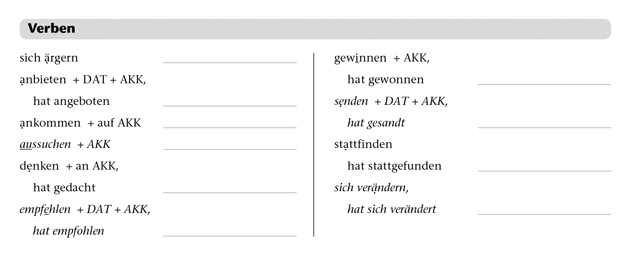 Verben
sich ärgern
anbieten + DAT + AKK,
hat angeboten
ankommen + auf AKK
aussuchen + AKK
denken + an AKK,
hat gedacht
empfehlen + DAT + AKK,
hat empfohlen
gewinnen + AKK,
hat gewonnen
senden + DAT + AKK,
hat gesandt
stattfinden
hat stattgefunden
sich verändern,
hat sich verändert